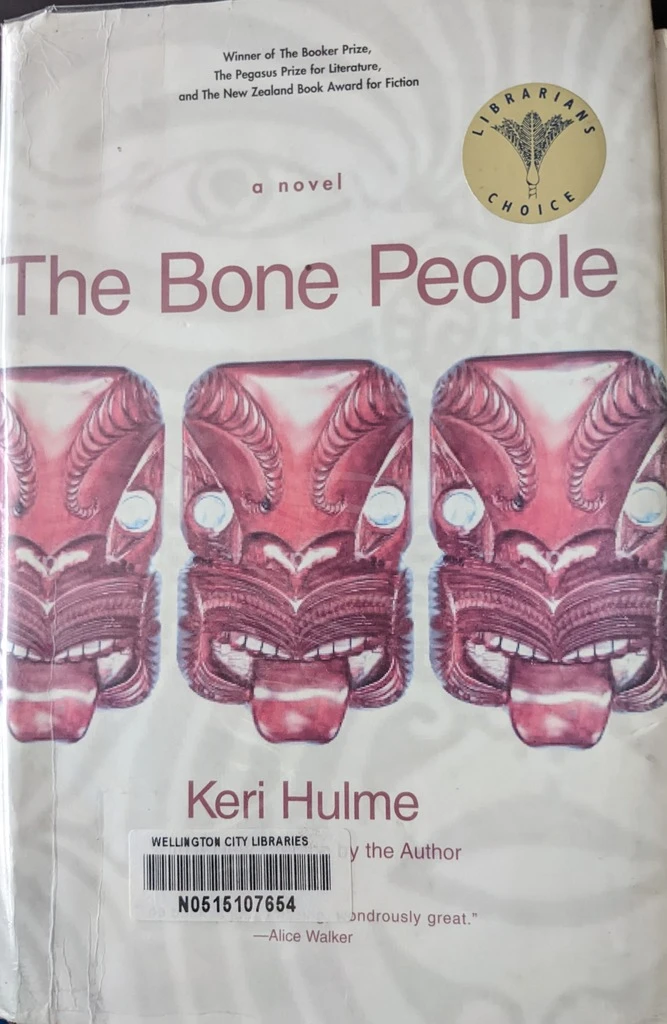 Winner of The Booker Prize,
The Pegasus Prize for Literature,
and The New Zealand Book Award for Fiction
LIBRARIANS
CHOICE
a novel
The Bone People
Keri Hulme
by the Author
WELLINGTON CITY LIBRARIES
N0515107654
great."
—Alice Walker